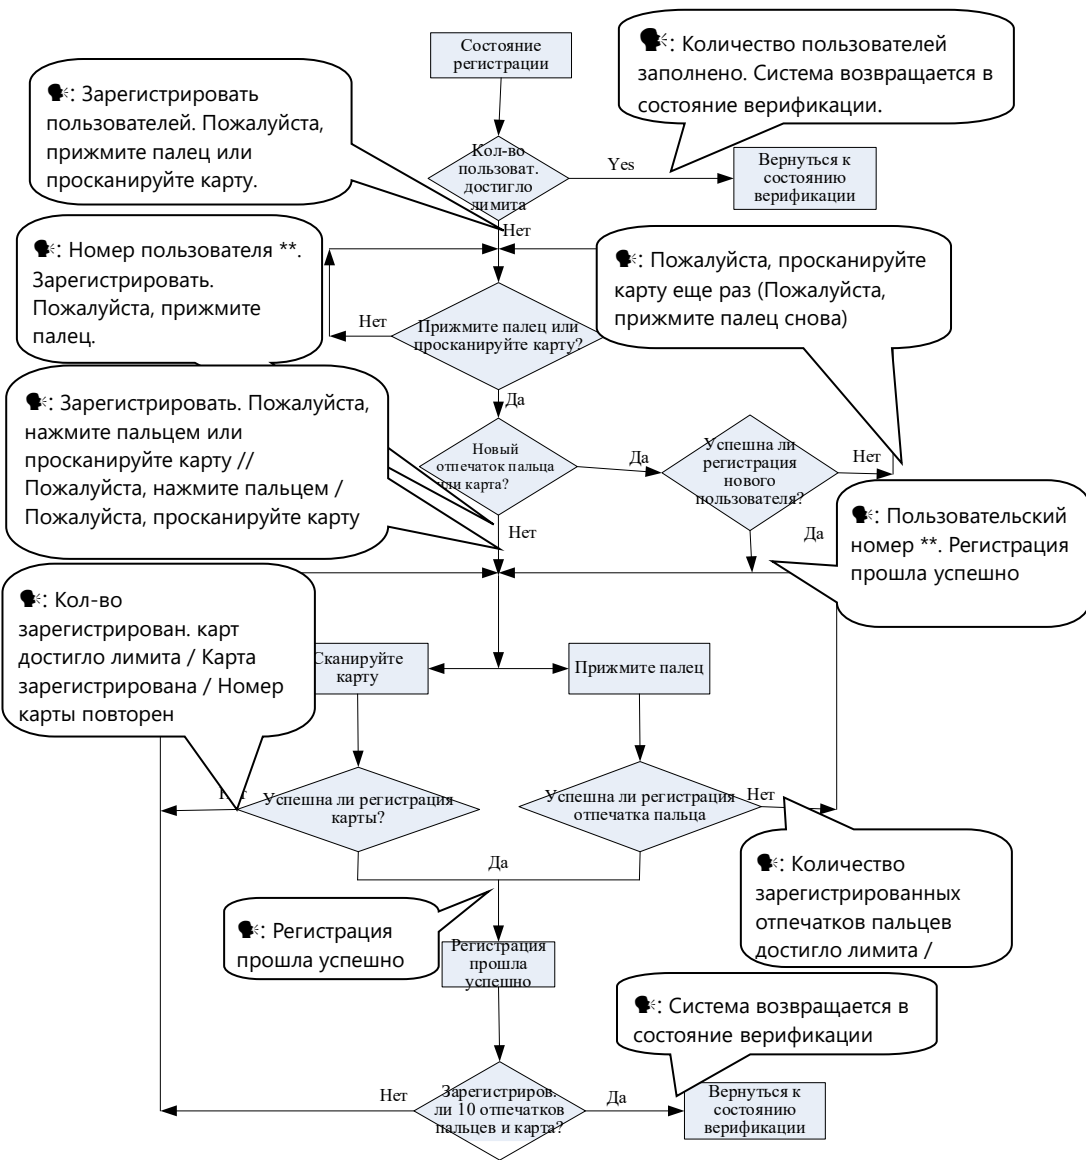 Состояние
регистрации
🗣: Количество пользователей
заполнено. Система возвращается в
состояние верификации.
🗣: Зарегистрировать
пользователей. Пожалуйста,
прижмите палец или
просканируйте карту.
Кол-во
пользоват.
достигло
лимита
Yes
Вернуться к
состоянию
верификации
Нет
🗣: Номер пользователя **.
Зарегистрировать.
Пожалуйста, прижмите
палец.
🗣: Пожалуйста, просканируйте
карту еще раз (Пожалуйста,
прижмите палец снова)
Нет
Прижмите палец или
просканируйте карту?
Да
🗣: Зарегистрировать. Пожалуйста,
нажмите пальцем или
просканируйте карту //
Пожалуйста, нажмите пальцем /
Пожалуйста, просканируйте карту
Новый
отпечаток пальца
или карта?
Да
Успешна ли
регистрация
нового
пользователя?
Нет
Нет
Да
🗣: Пользовательский
номер **. Регистрация
прошла успешно
🗣: Кол-во
зарегистрирован. карт
достигло лимита / Карта
зарегистрирована / Номер
карты повторен
Сканируйте
карту
Прижмите палец
Успешна ли регистрация
карты?
Успешна ли регистрация
отпечатка пальца
Нет
Да
🗣: Количество
зарегистрированных
отпечатков пальцев
достигло лимита /
🗣: Регистрация
прошла успешно
Регистрация
прошла
успешно
🗣: Система возвращается в
состояние верификации
Нет
Зарегистриров.
ли 10 отпечатков
пальцев и карта?
Да
Вернуться к
состоянию
верификации